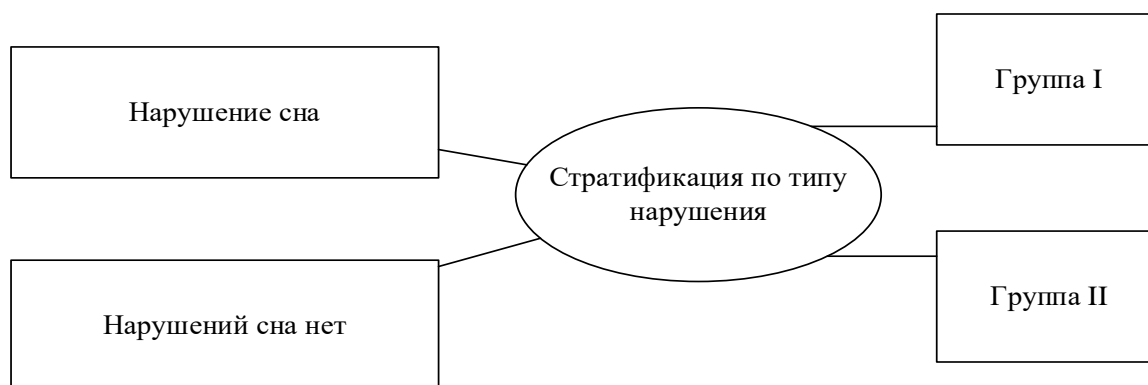 Нарушение сна
Группа I
Стратификация по типу
нарушения
Нарушений сна нет
Группа II